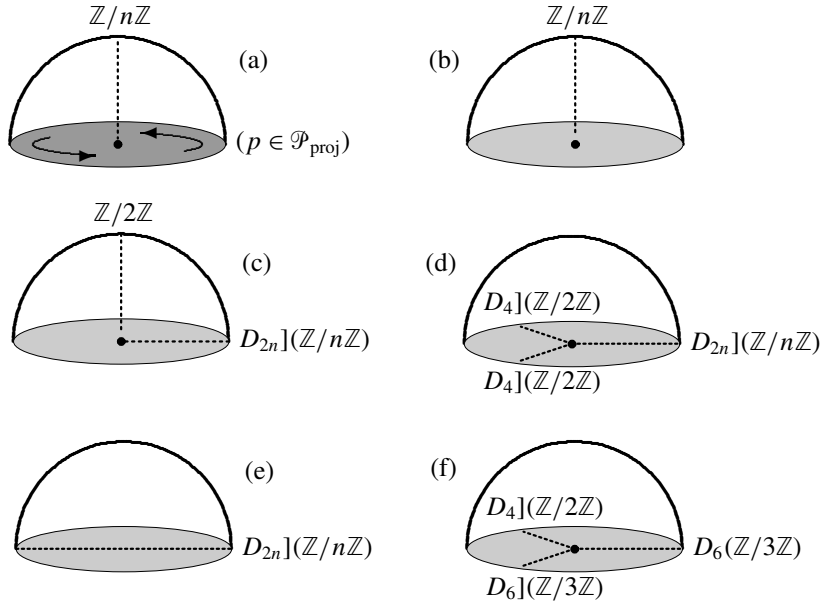 ℤ/nℤ
(a)
(b)
ℤ/nℤ
(p ∈ 𝒫proj)
ℤ/2ℤ
(c)
D2n](ℤ/nℤ)
(d)
D4](ℤ/2ℤ)
D2n](ℤ/nℤ)
D4](ℤ/2ℤ)
(e)
D2n](ℤ/nℤ)
(f)
D4](ℤ/2ℤ)
D6(ℤ/3ℤ)
D6](ℤ/3ℤ)